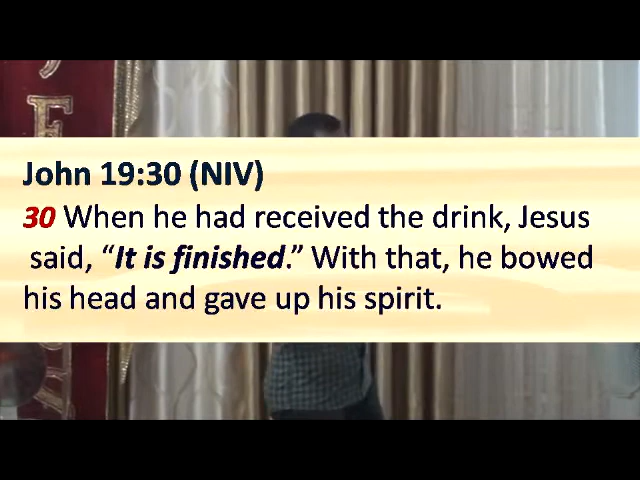 John 19:30 (NIV)
30 When he had received the drink, Jesus
said, “It is finished.” With that, he bowed
his head and gave up his spirit.